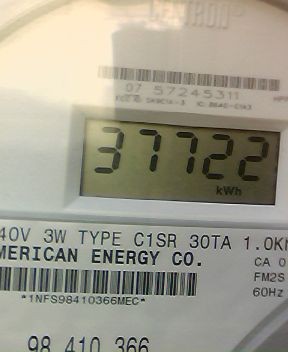 CENTRON®
07 57245311
37722
kWh
40V 3W TYPE C1SR 30TA 1.0K
MERICAN ENERGY CO.
CA 0
FM2S
60Hz
*1NFS98410366MEC*
98 410 366